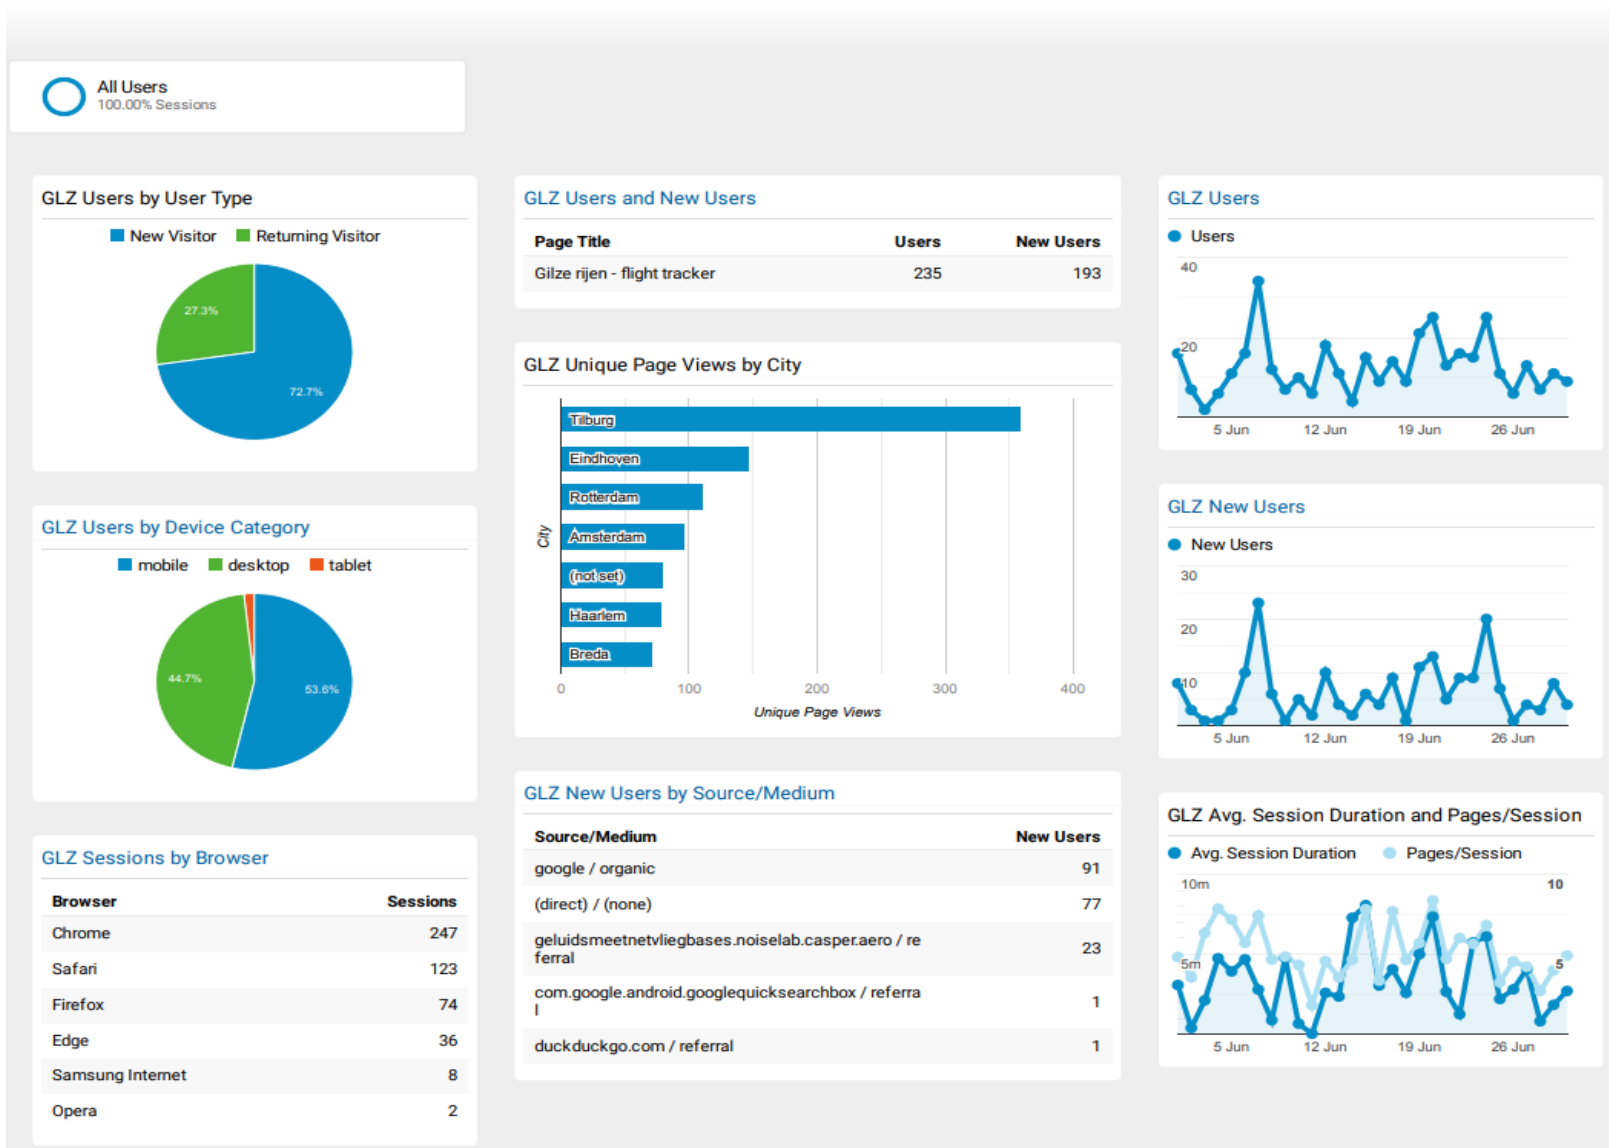 All Users
100.00% Sessions
GLZ Users by User Type
New Visitor Returning Visitor
27.3%
72.7%
GLZ Users by Device Category
mobile desktop tablet
44.7%
53.6%
GLZ Sessions by Browser
Browser Sessions
Chrome 247
Safari 123
Firefox 74
Edge 36
Samsung Internet 8
Opera 2
GLZ Users and New Users
Page Title Users New Users
Gilze rijen - flight tracker 235 193
GLZ Unique Page Views by City
City
Tilburg
Eindhoven
Rotterdam
Amsterdam
(not set)
Haarlem
Breda
0 100 200 300 400
Unique Page Views
GLZ New Users by Source/Medium
Source/Medium New Users
google / organic 91
(direct) / (none) 77
geluidsmeetnetvliegbases.noiselab.casper.aero / re
ferral 23
com.google.android.googlequicksearchbox / referra
l 1
duckduckgo.com / referral 1
GLZ Users
Users
40
20
5 Jun 12 Jun 19 Jun 26 Jun
GLZ New Users
New Users
30
20
10
5 Jun 12 Jun 19 Jun 26 Jun
GLZ Avg. Session Duration and Pages/Session
Avg. Session Duration Pages/Session
10m 10
5m 5
5 Jun 12 Jun 19 Jun 26 Jun